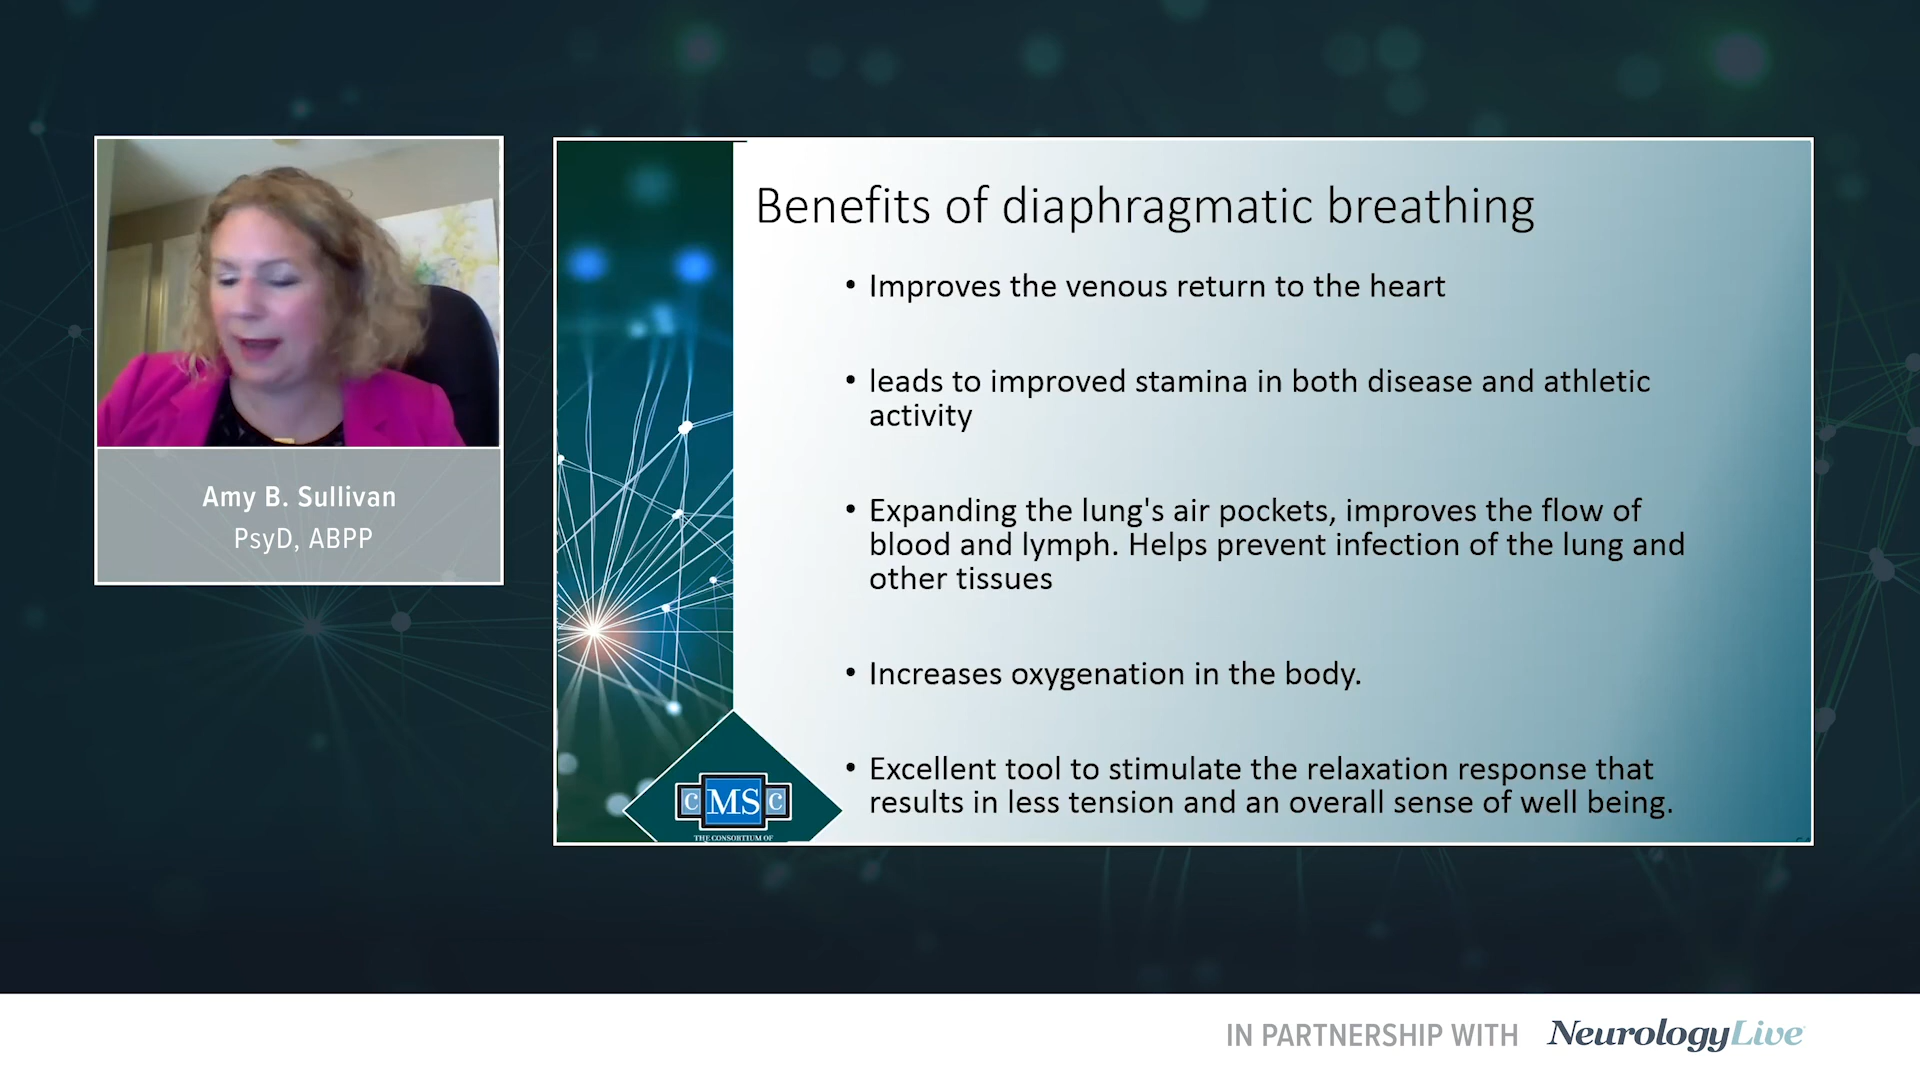 Amy B. Sullivan
PsyD, ABPP
Benefits of diaphragmatic breathing
• Improves the venous return to the heart
• leads to improved stamina in both disease and athletic
activity
• Expanding the lung's air pockets, improves the flow of
blood and lymph. Helps prevent infection of the lung and
other tissues
• Increases oxygenation in the body.
• Excellent tool to stimulate the relaxation response that
results in less tension and an overall sense of well being.
C MS C
THE CONSORTIUM OF
IN PARTNERSHIP WITH NeurologyLive